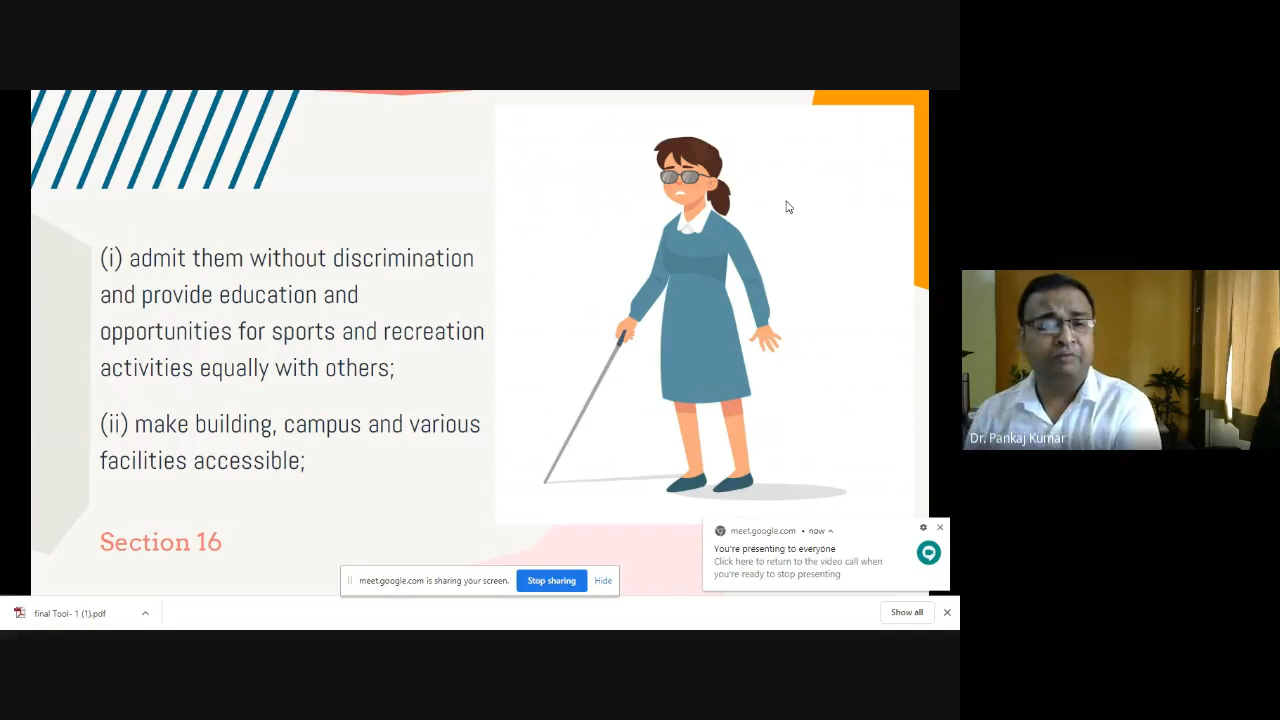 (i) admit them without discrimination
and provide education and
opportunities for sports and recreation
activities equally with others;
(ii) make building, campus and various
facilities accessible;
Section 16
Dr. Pankaj Kumar
meet.google.com • now
You're presenting to everyone
Click here to return to the video call when
you're ready to stop presenting
meet.google.com is sharing your screen.
Stop sharing
Hide
final Tool- 1 (1).pdf
Show all